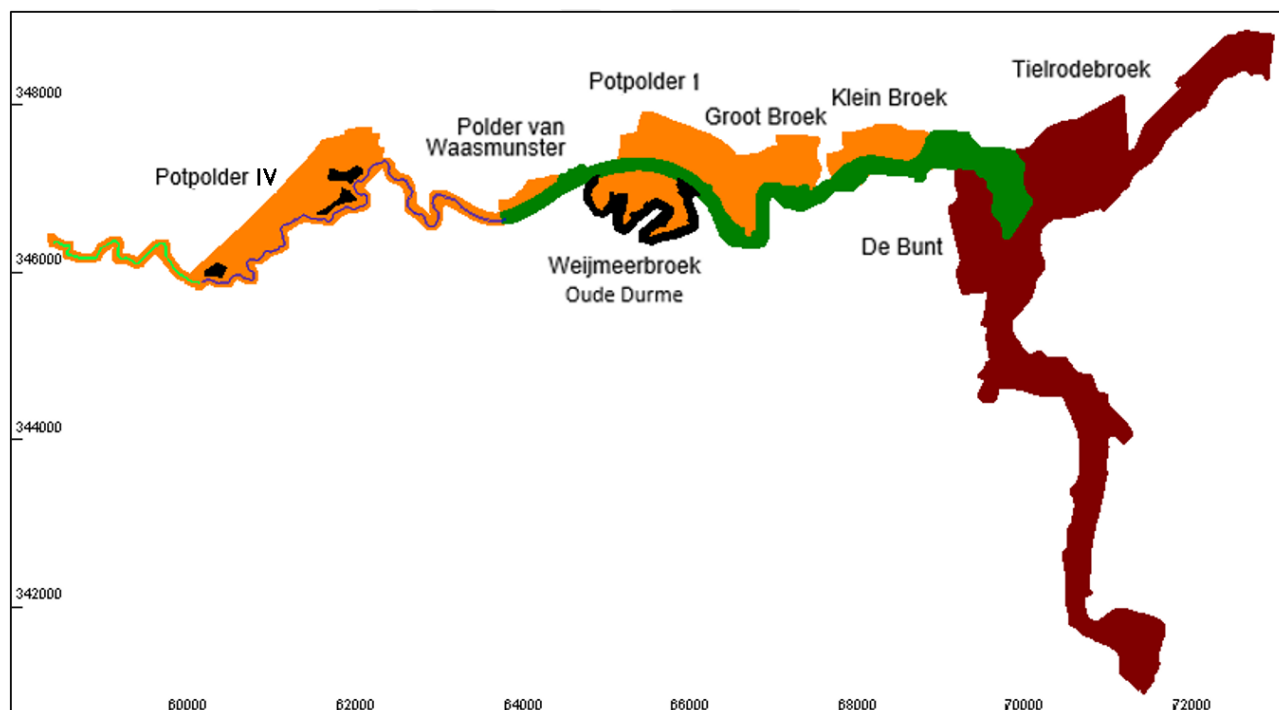 348000
346000
344000
342000
Tielrodebroek
Potpolder 1
Klein Broek
Groot Broek
Polder van
Waasmunster
Potpolder IV
De Bunt
Weijmeerbroek
Oude Durme
60000
62000
64000
66000
68000
70000
72000